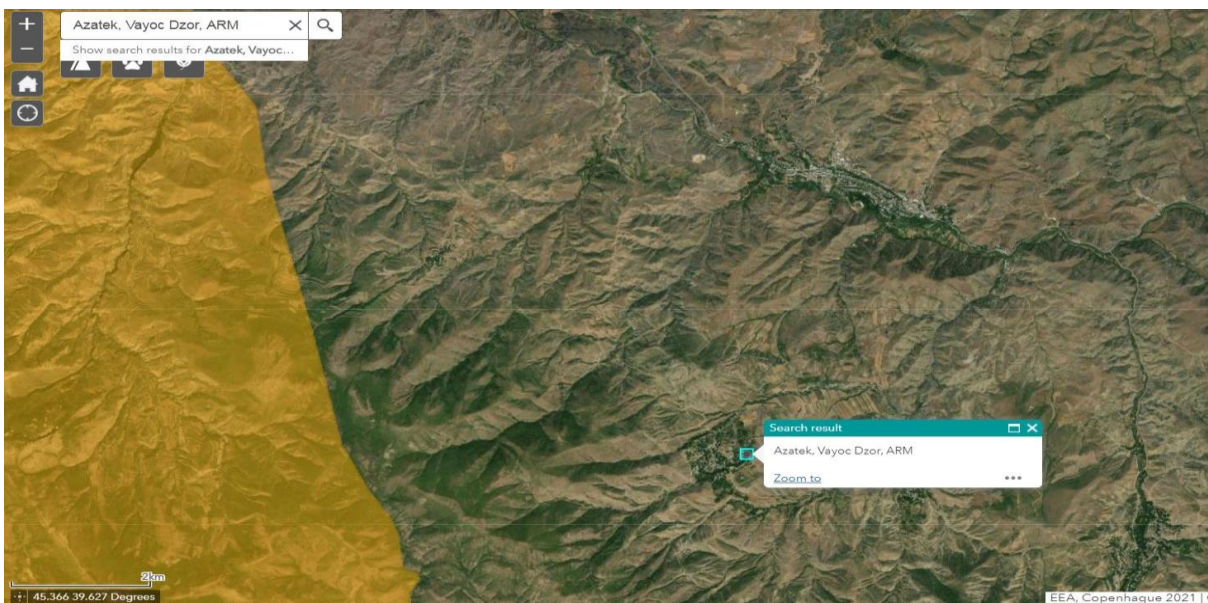 +
Azatek, Vayoc Dzor, ARM
−
Show search results for Azatek, Vayoc...
Search result
Azatek, Vayoc Dzor, ARM
Zoom to
2km
45.366 39.627 Degrees
EEA, Copenhague 2021 |